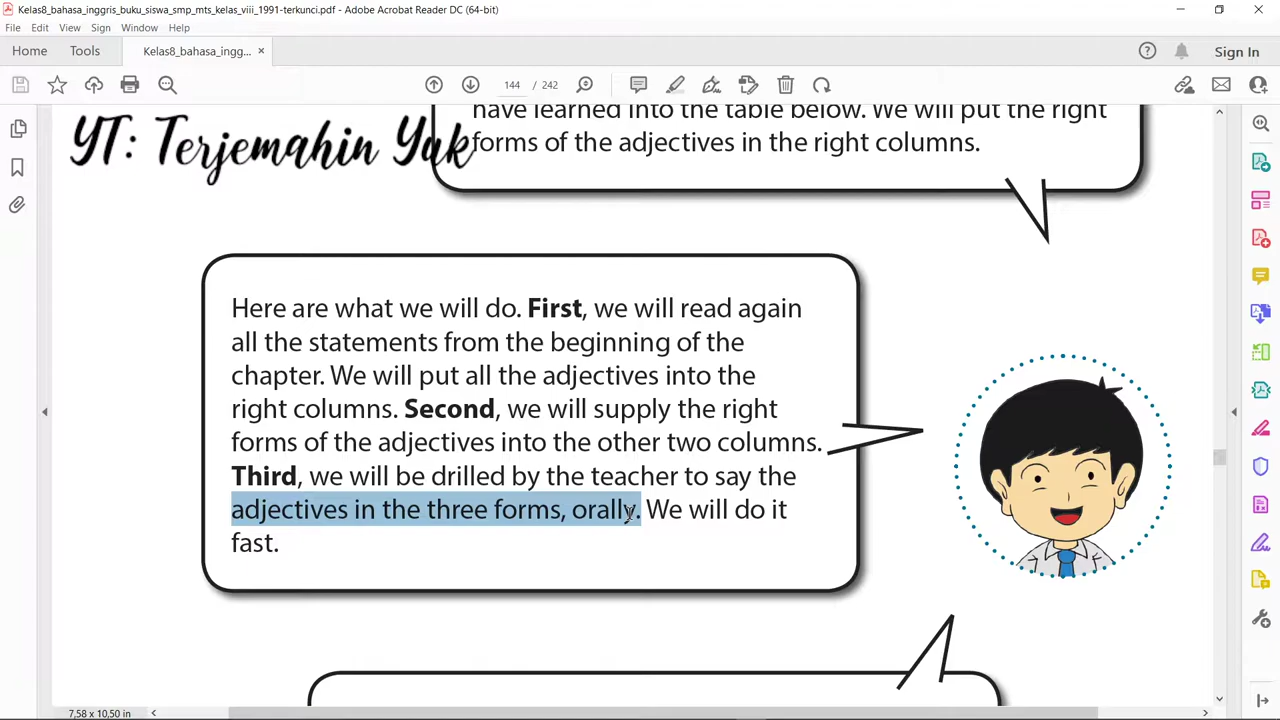 Kelas8_bahasa_inggris_buku_siswa_smp_mts_kelas_viii_1991-terkunci.pdf - Adobe Acrobat Reader DC (64-bit)
File Edit View Sign Window Help
Home Tools Kelas8_bahasa_ingg... × Sign In
144 / 242
have learned into the table below. We will put the right
YT: Terjemahin Yuk
forms of the adjectives in the right columns.
Here are what we will do. First, we will read again
all the statements from the beginning of the
chapter. We will put all the adjectives into the
right columns. Second, we will supply the right
forms of the adjectives into the other two columns.
Third, we will be drilled by the teacher to say the
adjectives in the three forms, orally. We will do it
fast.
7,58 x 10,50 in